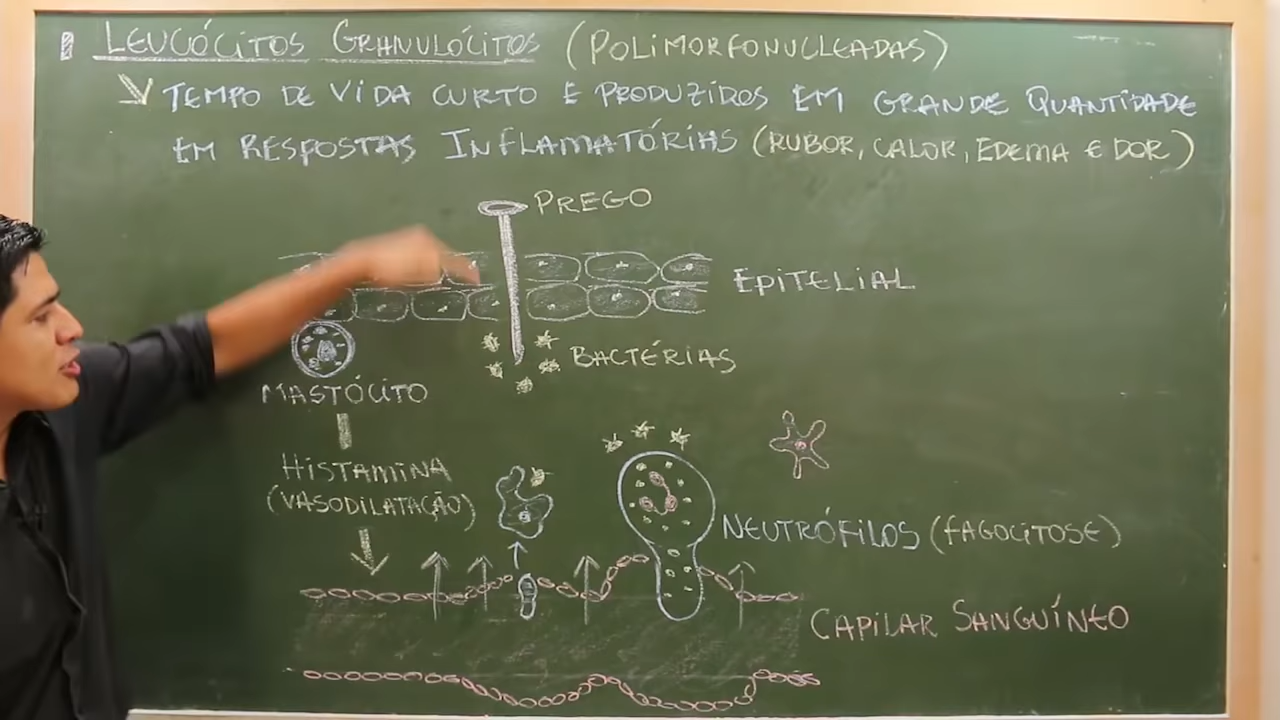 LEUCÓCITOS GRANULÓCITOS (POLIMORFONUCLEADAS)
TEMPO DE VIDA CURTO E PRODUZIDOS EM GRANDE QUANTIDADE
EM RESPOSTAS INFLAMATÓRIAS (RUBOR, CALOR, EDEMA E DOR)
PREGO
EPITELIAL
BACTÉRIAS
MASTÓCITO
HISTAMINA
(VASODILATAÇÃO)
NEUTRÓFILOS (FAGOCITOSE)
CAPILAR SANGUÍNEO